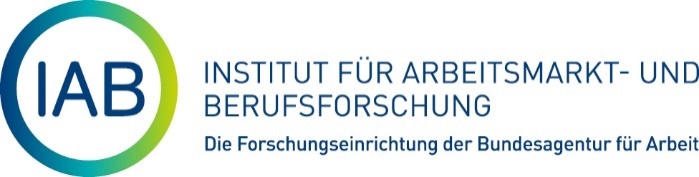 IAB
INSTITUT FÜR ARBEITSMARKT- UND
BERUFSFORSCHUNG
Die Forschungseinrichtung der Bundesagentur für Arbeit